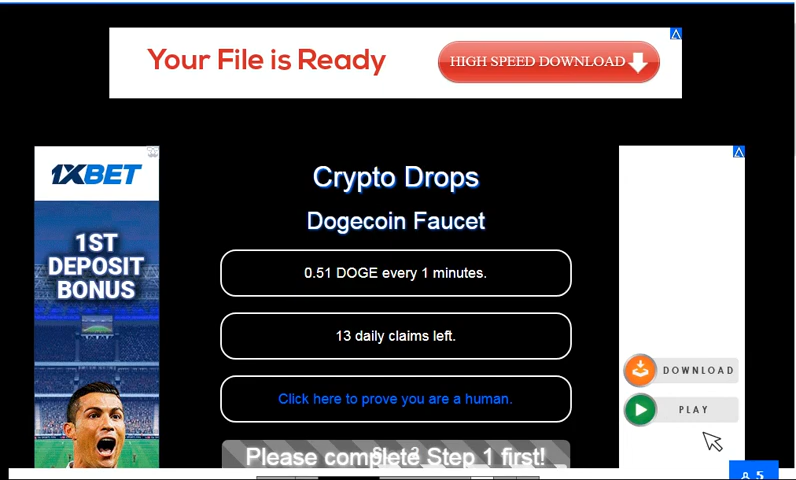 Your File is Ready
HIGH SPEED DOWNLOAD
1XBET
1ST
DEPOSIT
BONUS
Crypto Drops
Dogecoin Faucet
0.51 DOGE every 1 minutes.
13 daily claims left.
Click here to prove you are a human.
Please complete Step 1 first!
DOWNLOAD
PLAY
5